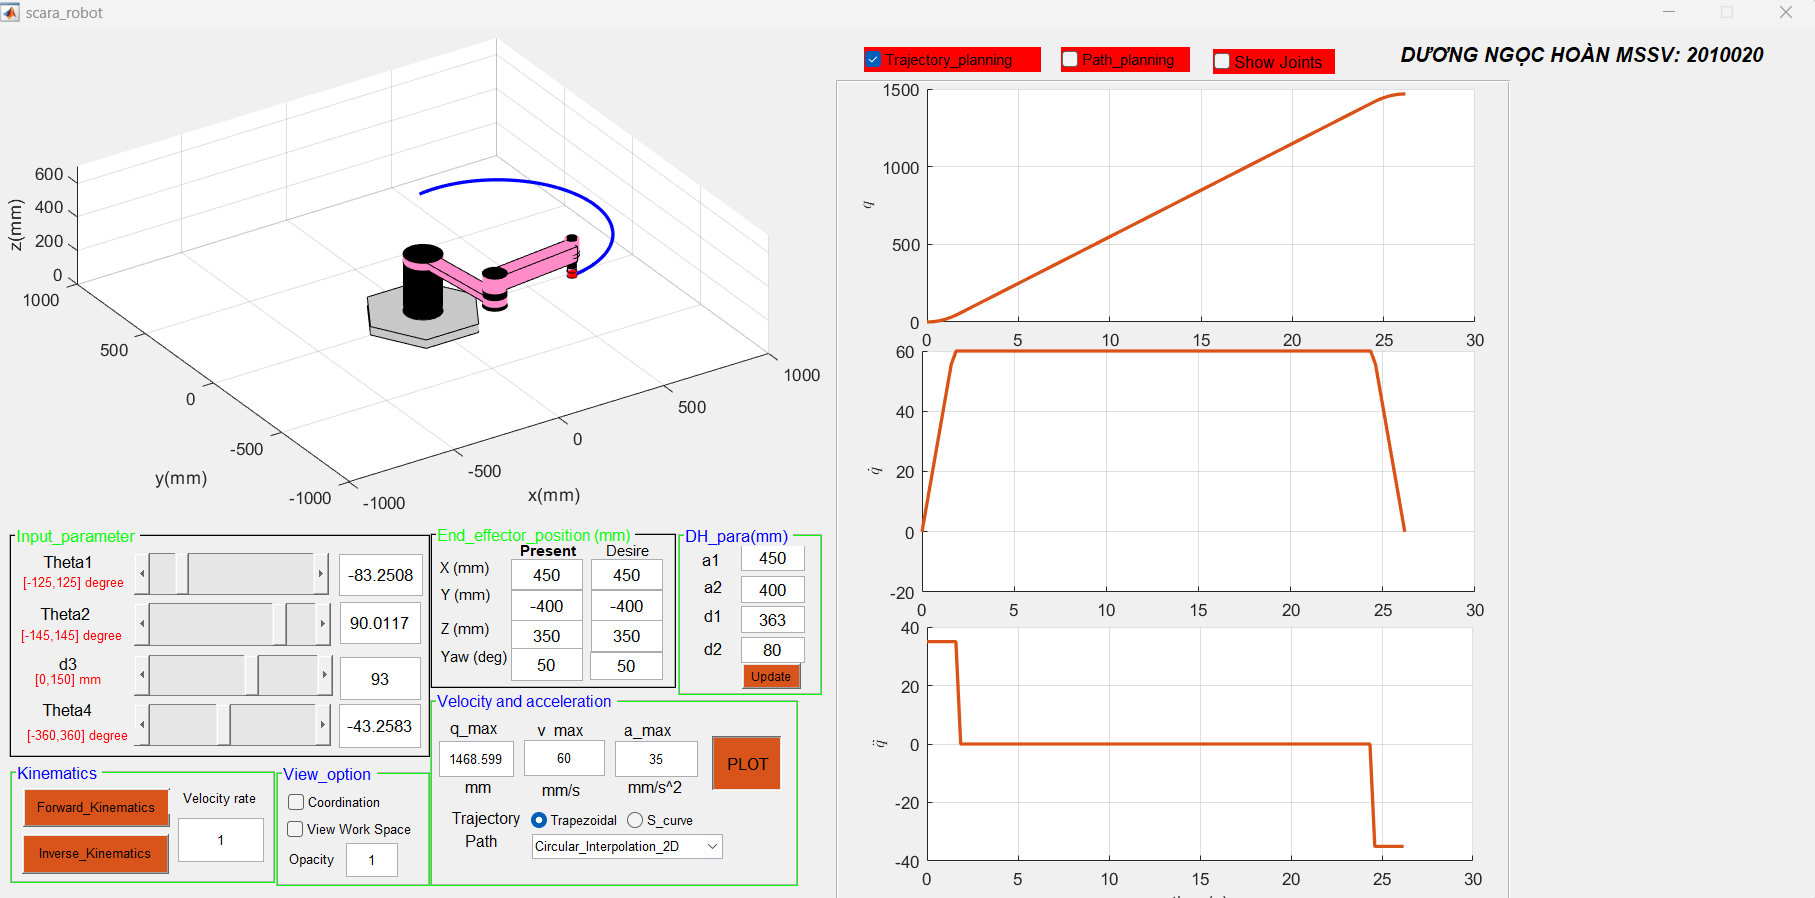 scara_robot
Trajectory_planning
Path_planning
Show Joints
DƯƠNG NGỌC HOÀN MSSV: 2010020
600
400
200
0
z(mm)
1000
500
0
-500
-1000
y(mm)
-1000
-500
0
500
1000
x(mm)
1500
1000
500
0
q
0 5 10 15 20 25 30
60
40
20
0
-20
q̇
0 5 10 15 20 25 30
40
20
0
-20
-40
q̈
0 5 10 15 20 25 30
Input_parameter
Theta1
[-125,125] degree
-83.2508
Theta2
[-145,145] degree
90.0117
d3
[0,150] mm
93
Theta4
[-360,360] degree
-43.2583
End_effector_position (mm)
Present Desire
X (mm) 450 450
Y (mm) -400 -400
Z (mm) 350 350
Yaw (deg) 50 50
DH_para(mm)
a1 450
a2 400
d1 363
d2 80
Update
Kinematics
Forward_Kinematics
Inverse_Kinematics
Velocity rate
1
View_option
Coordination
View Work Space
Opacity 1
Velocity and acceleration
q_max v_max a_max
1468.599 60 35
mm mm/s mm/s^2
PLOT
Trajectory Trapezoidal S_curve
Path Circular_Interpolation_2D